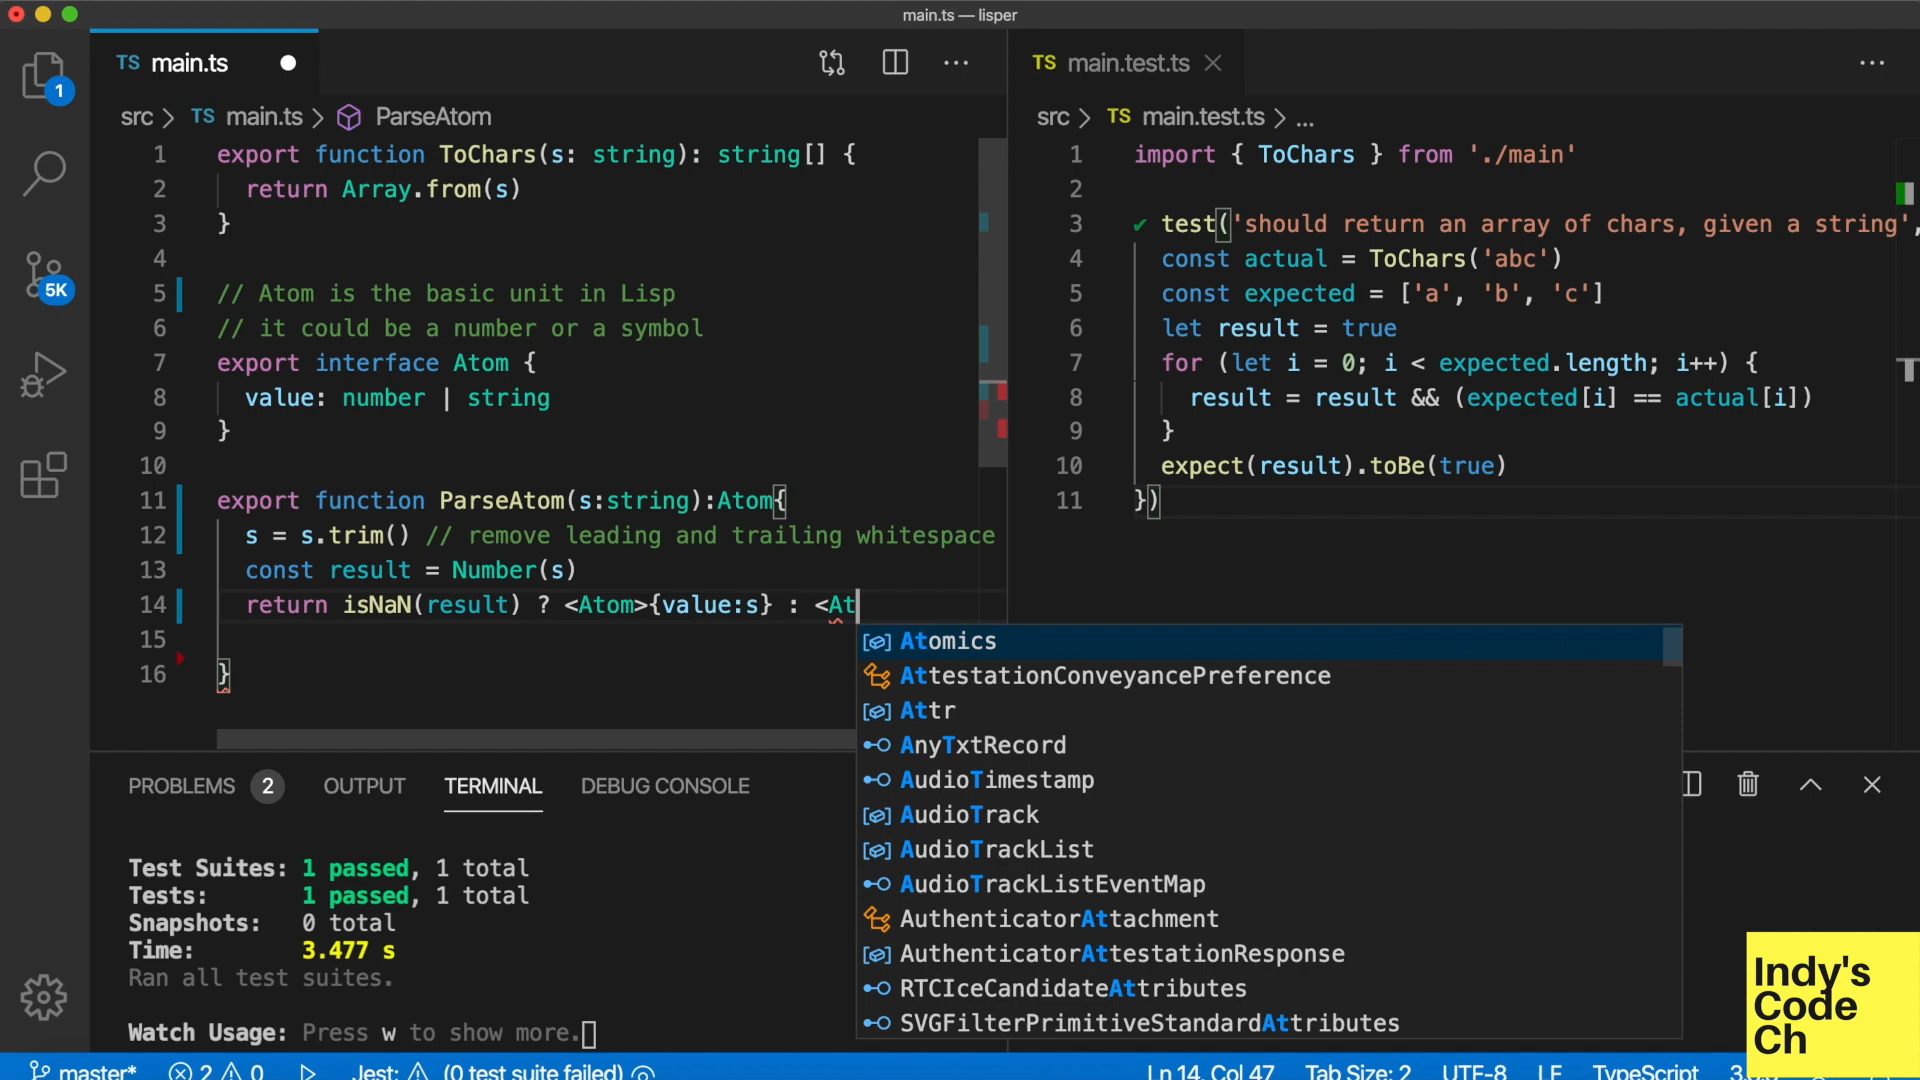 main.ts — lisper
TS main.ts
TS main.test.ts
1
src > TS main.ts > ParseAtom
src > TS main.test.ts > ...
1 export function ToChars(s: string): string[] {
2 return Array.from(s)
3 }
4
5 // Atom is the basic unit in Lisp
6 // it could be a number or a symbol
7 export interface Atom {
8 value: number | string
9 }
10
11 export function ParseAtom(s:string):Atom{
12 s = s.trim() // remove leading and trailing whitespace
13 const result = Number(s)
14 return isNaN(result) ? <Atom>{value:s} : <At
15
16 }
5K
1 import { ToChars } from './main'
2
3 test('should return an array of chars, given a string',
4 const actual = ToChars('abc')
5 const expected = ['a', 'b', 'c']
6 let result = true
7 for (let i = 0; i < expected.length; i++) {
8 result = result && (expected[i] == actual[i])
9 }
10 expect(result).toBe(true)
11 })
Atomics
AttestationConveyancePreference
Attr
AnyTxtRecord
AudioTimestamp
AudioTrack
AudioTrackList
AudioTrackListEventMap
AuthenticatorAttachment
AuthenticatorAttestationResponse
RTCIceCandidateAttributes
SVGFilterPrimitiveStandardAttributes
PROBLEMS 2 OUTPUT TERMINAL DEBUG CONSOLE
Test Suites: 1 passed, 1 total
Tests: 1 passed, 1 total
Snapshots: 0 total
Time: 3.477 s
Ran all test suites.
Watch Usage: Press w to show more.
Indy's
Code
Ch
master* 2 0 Jest: (0 test suite failed) Ln 14, Col 47 Tab Size: 2 UTF-8 LF TypeScript